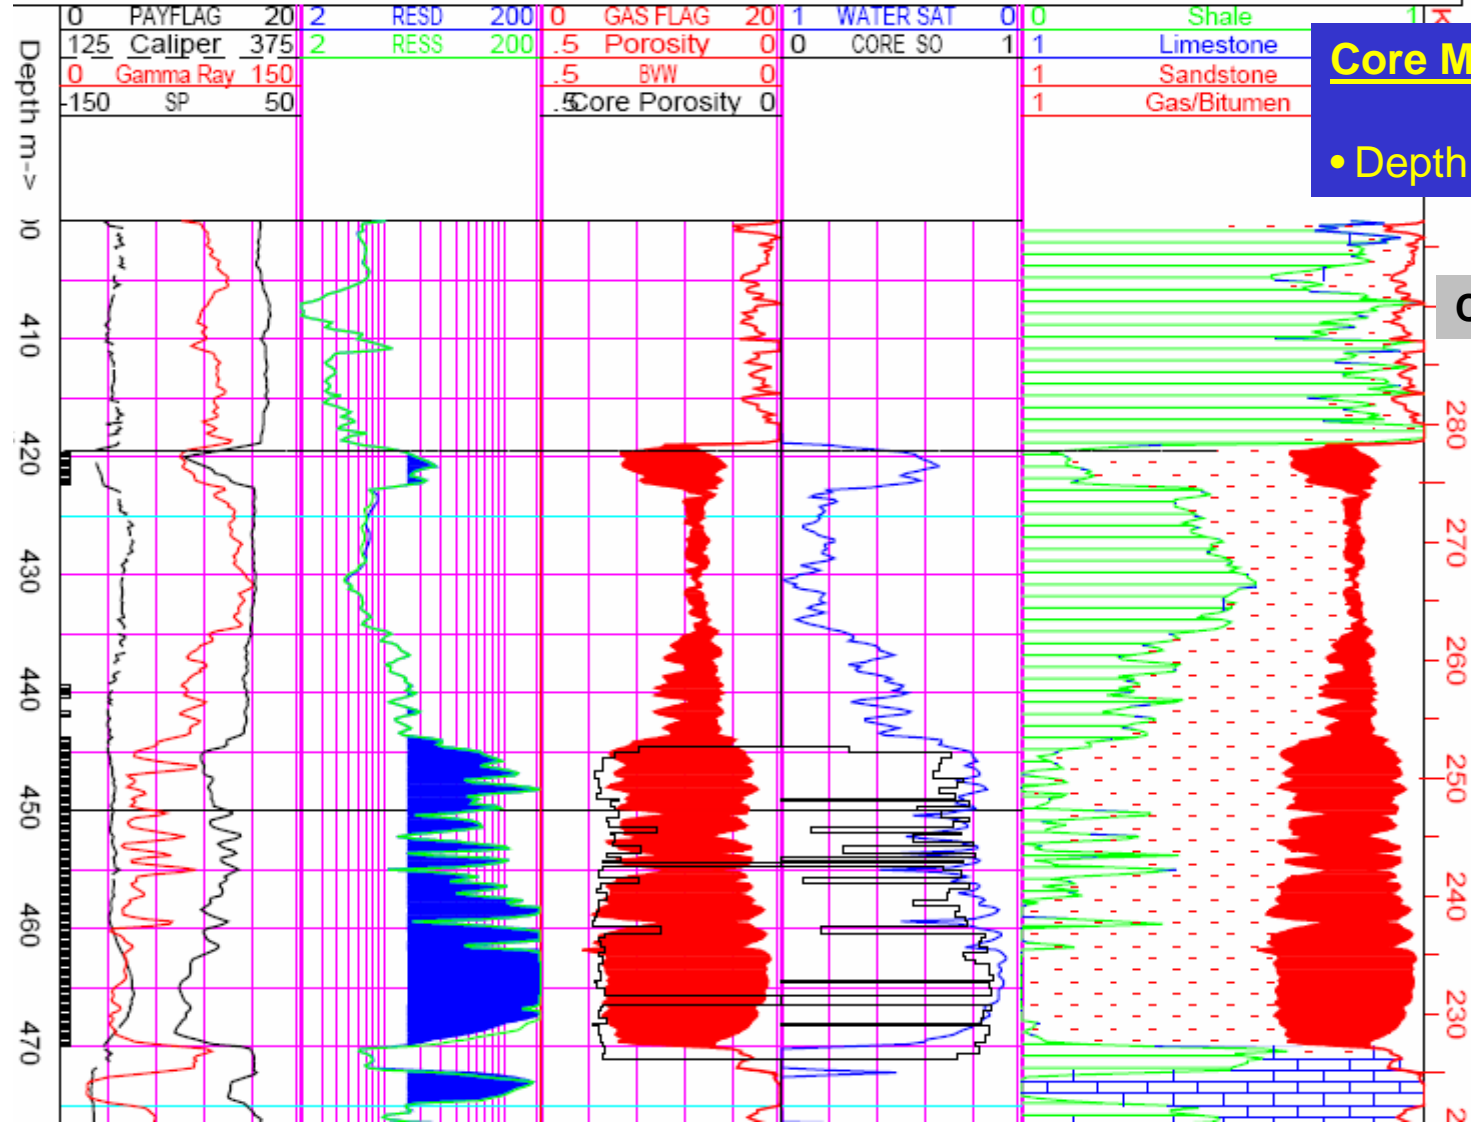 0 PAYFLAG 20 2 RESD 200 0 GAS FLAG 20 1 WATER SAT 0 0 Shale 1
125 Caliper 375 2 RESS 200 .5 Porosity 0 0 CORE SO 1 1 Limestone
0 Gamma Ray 150 .5 BVW 0 1 Sandstone
-150 SP 50 .5 Core Porosity 0 1 Gas/Bitumen
Depth m->
Core M
• Depth
410
420
430
440
450
460
470
280
270
260
250
240
230